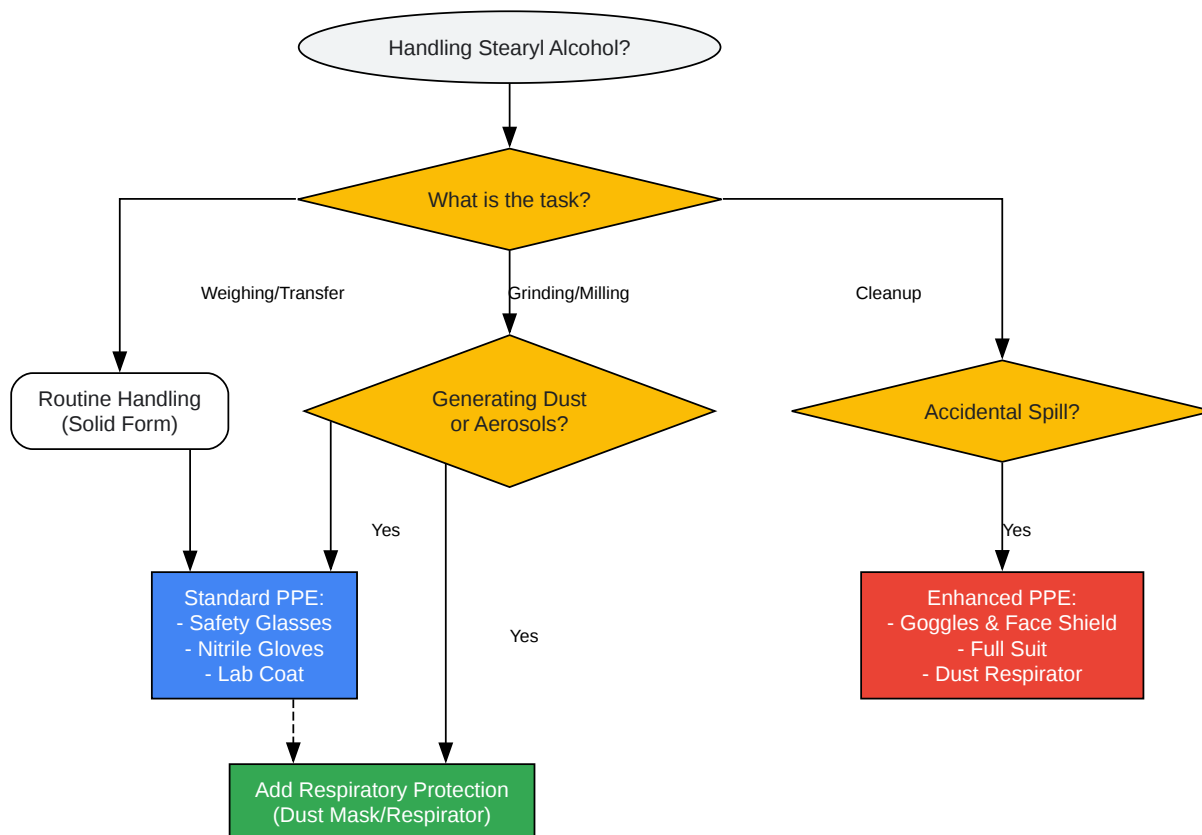 Handling Stearyl Alcohol?
What is the task?
Weighing/Transfer
Grinding/Milling
Cleanup
Routine Handling
(Solid Form)
Generating Dust
or Aerosols?
Accidental Spill?
Yes
Yes
Yes
Standard PPE:
- Safety Glasses
- Nitrile Gloves
- Lab Coat
Enhanced PPE:
- Goggles & Face Shield
- Full Suit
- Dust Respirator
Add Respiratory Protection
(Dust Mask/Respirator)